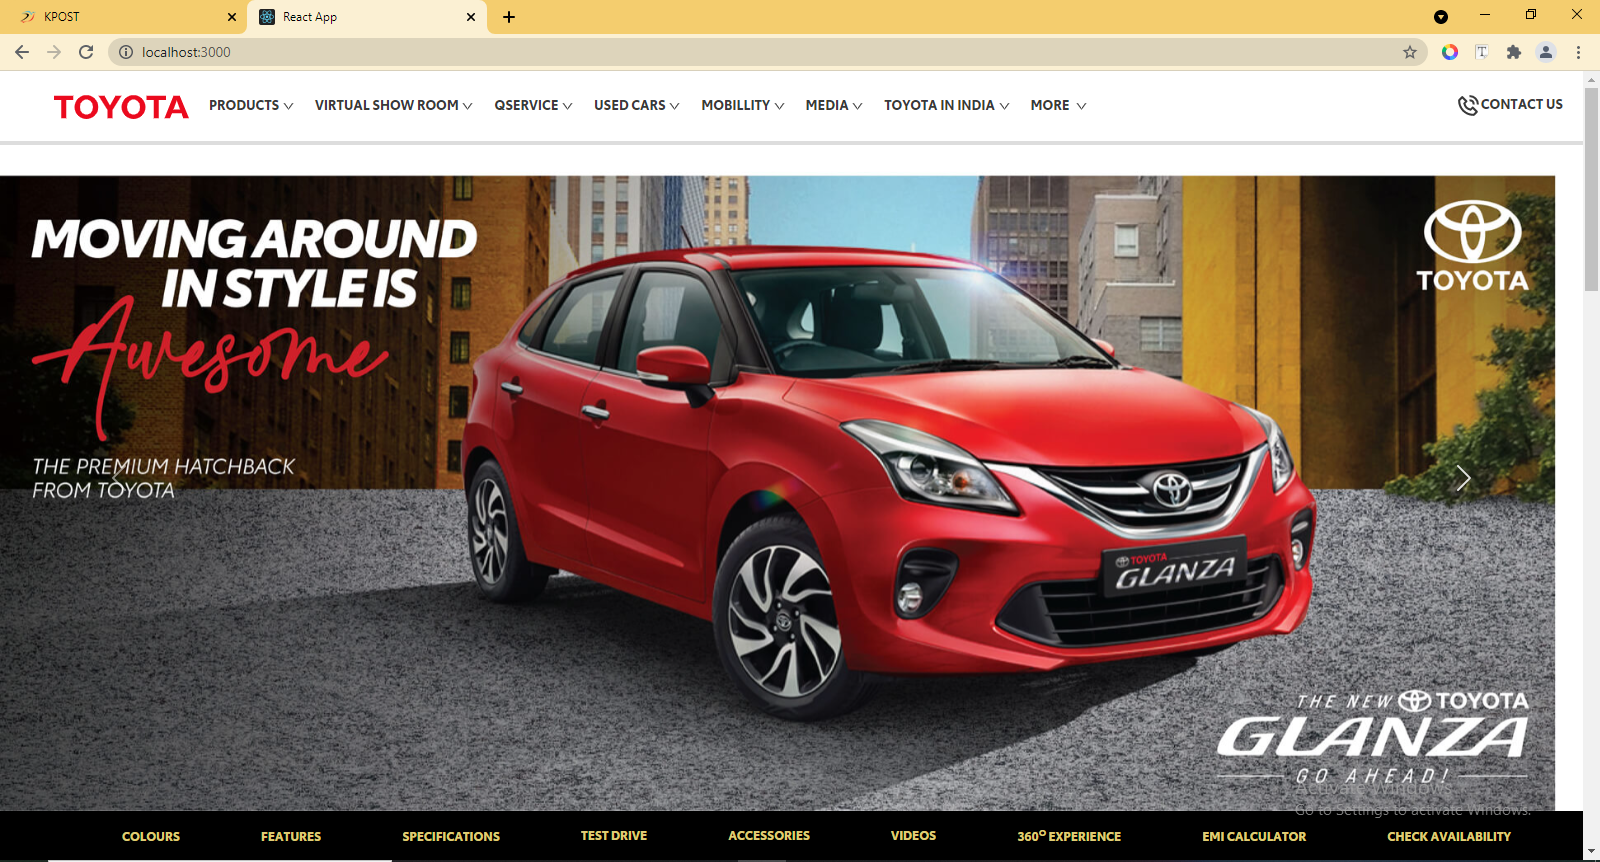 KPOST
React App
localhost:3000
TOYOTA
PRODUCTS
VIRTUAL SHOW ROOM
QSERVICE
USED CARS
MOBILLITY
MEDIA
TOYOTA IN INDIA
MORE
CONTACT US
MOVING AROUND
IN STYLE IS
Awesome
THE PREMIUM HATCHBACK
FROM TOYOTA
TOYOTA
TOYOTA
GLANZA
THE NEW TOYOTA
GLANZA
GO AHEAD!
Activate Windows
Go to Settings to activate Windows.
COLOURS
FEATURES
SPECIFICATIONS
TEST DRIVE
ACCESSORIES
VIDEOS
360° EXPERIENCE
EMI CALCULATOR
CHECK AVAILABILITY